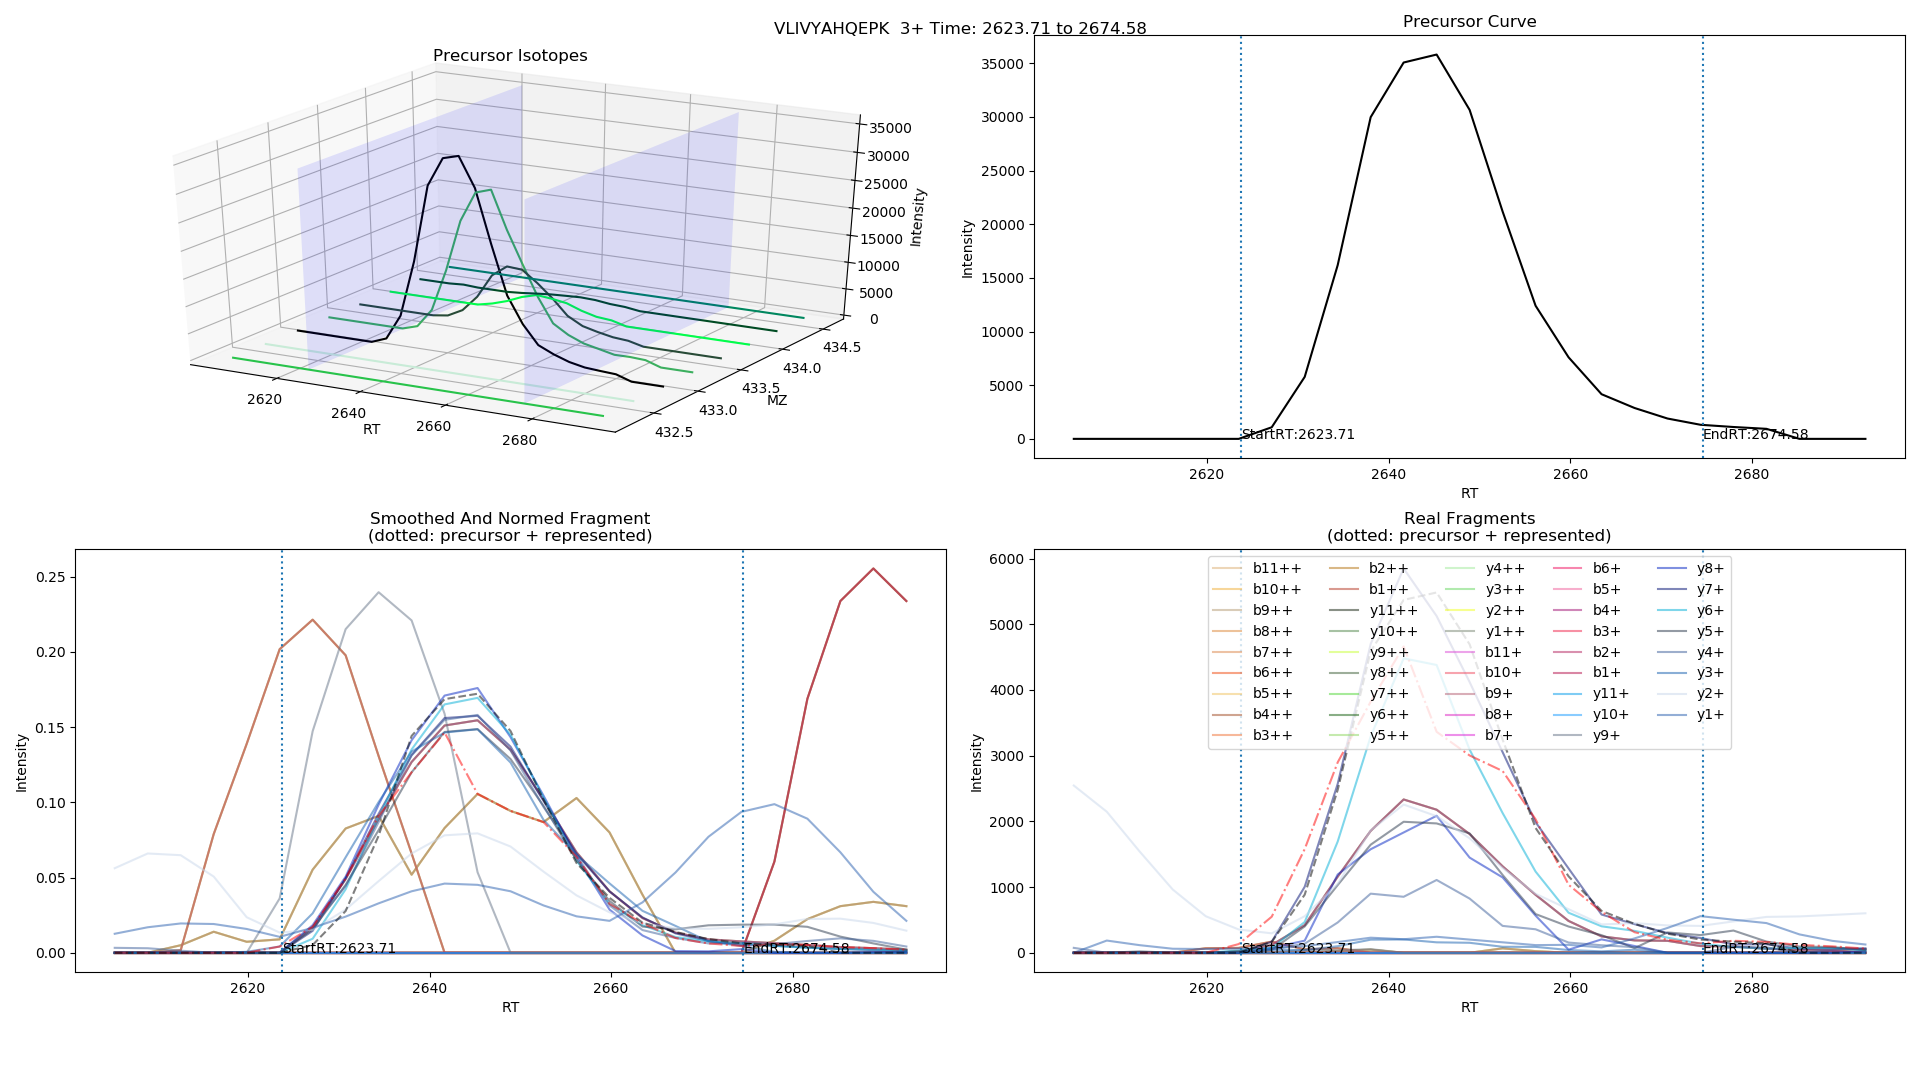 VLIVYAHQEPK  3+ Time: 2623.71 to 2674.58
Precursor Isotopes
35000
30000
25000
20000
15000
10000
5000
0
Intensity
434.5
434.0
433.5
433.0
432.5
MZ
2620
2640
2660
2680
RT
Precursor Curve
35000
30000
25000
20000
15000
10000
5000
0
Intensity
StartRT:2623.71
EndRT:2674.58
2620
2640
2660
2680
RT
Smoothed And Normed Fragment
(dotted: precursor + represented)
0.25
0.20
0.15
0.10
0.05
0.00
Intensity
StartRT:2623.71
EndRT:2674.58
2620
2640
2660
2680
RT
Real Fragments
(dotted: precursor + represented)
6000
5000
4000
3000
2000
1000
0
Intensity
b11++
b10++
b9++
b8++
b7++
b6++
b5++
b4++
b3++
b2++
b1++
y11++
y10++
y9++
y8++
y7++
y6++
y5++
y4++
y3++
y2++
y1++
b11+
b10+
b9+
b8+
b7+
b6+
b5+
b4+
b3+
b2+
b1+
y11+
y10+
y9+
y8+
y7+
y6+
y5+
y4+
y3+
y2+
y1+
StartRT:2623.71
EndRT:2674.58
2620
2640
2660
2680
RT